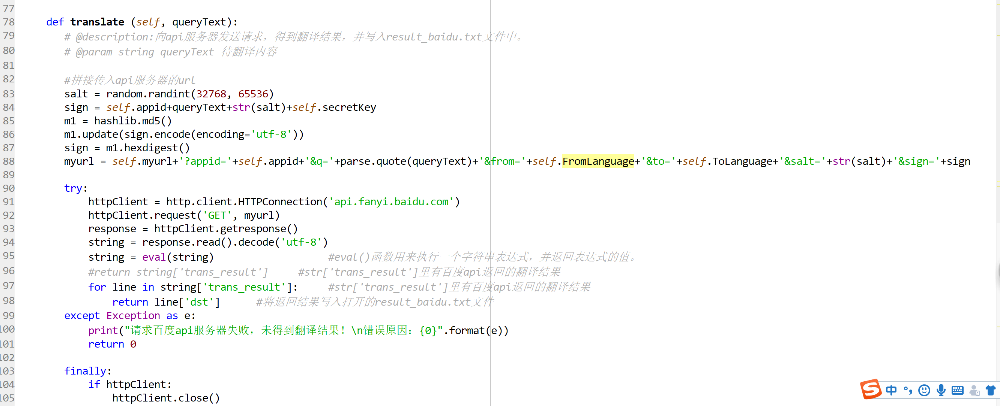 77
78 def translate (self, queryText):
79 # @description:向api服务器发送请求，得到翻译结果，并写入result_baidu.txt文件中。
80 # @param string queryText 待翻译内容
81
82 #拼接传入api服务器的url
83 salt = random.randint(32768, 65536)
84 sign = self.appid+queryText+str(salt)+self.secretKey
85 m1 = hashlib.md5()
86 m1.update(sign.encode(encoding='utf-8'))
87 sign = m1.hexdigest()
88 myurl = self.myurl+'?appid='+self.appid+'&q='+parse.quote(queryText)+'&from='+self.FromLanguage+'&to='+self.ToLanguage+'&salt='+str(salt)+'&sign='+sign
89
90 try:
91 httpClient = http.client.HTTPConnection('api.fanyi.baidu.com')
92 httpClient.request('GET', myurl)
93 response = httpClient.getresponse()
94 string = response.read().decode('utf-8')
95 string = eval(string) #eval()函数用来执行一个字符串表达式，并返回表达式的值。
96 #return string['trans_result'] #str['trans_result']里有百度api返回的翻译结果
97 for line in string['trans_result']: #str['trans_result']里有百度api返回的翻译结果
98 return line['dst'] #将返回结果写入打开的result_baidu.txt文件
99 except Exception as e:
100 print("请求百度api服务器失败，未得到翻译结果！\n错误原因：{0}".format(e))
101 return 0
102
103 finally:
104 if httpClient:
105 httpClient.close()
S 中